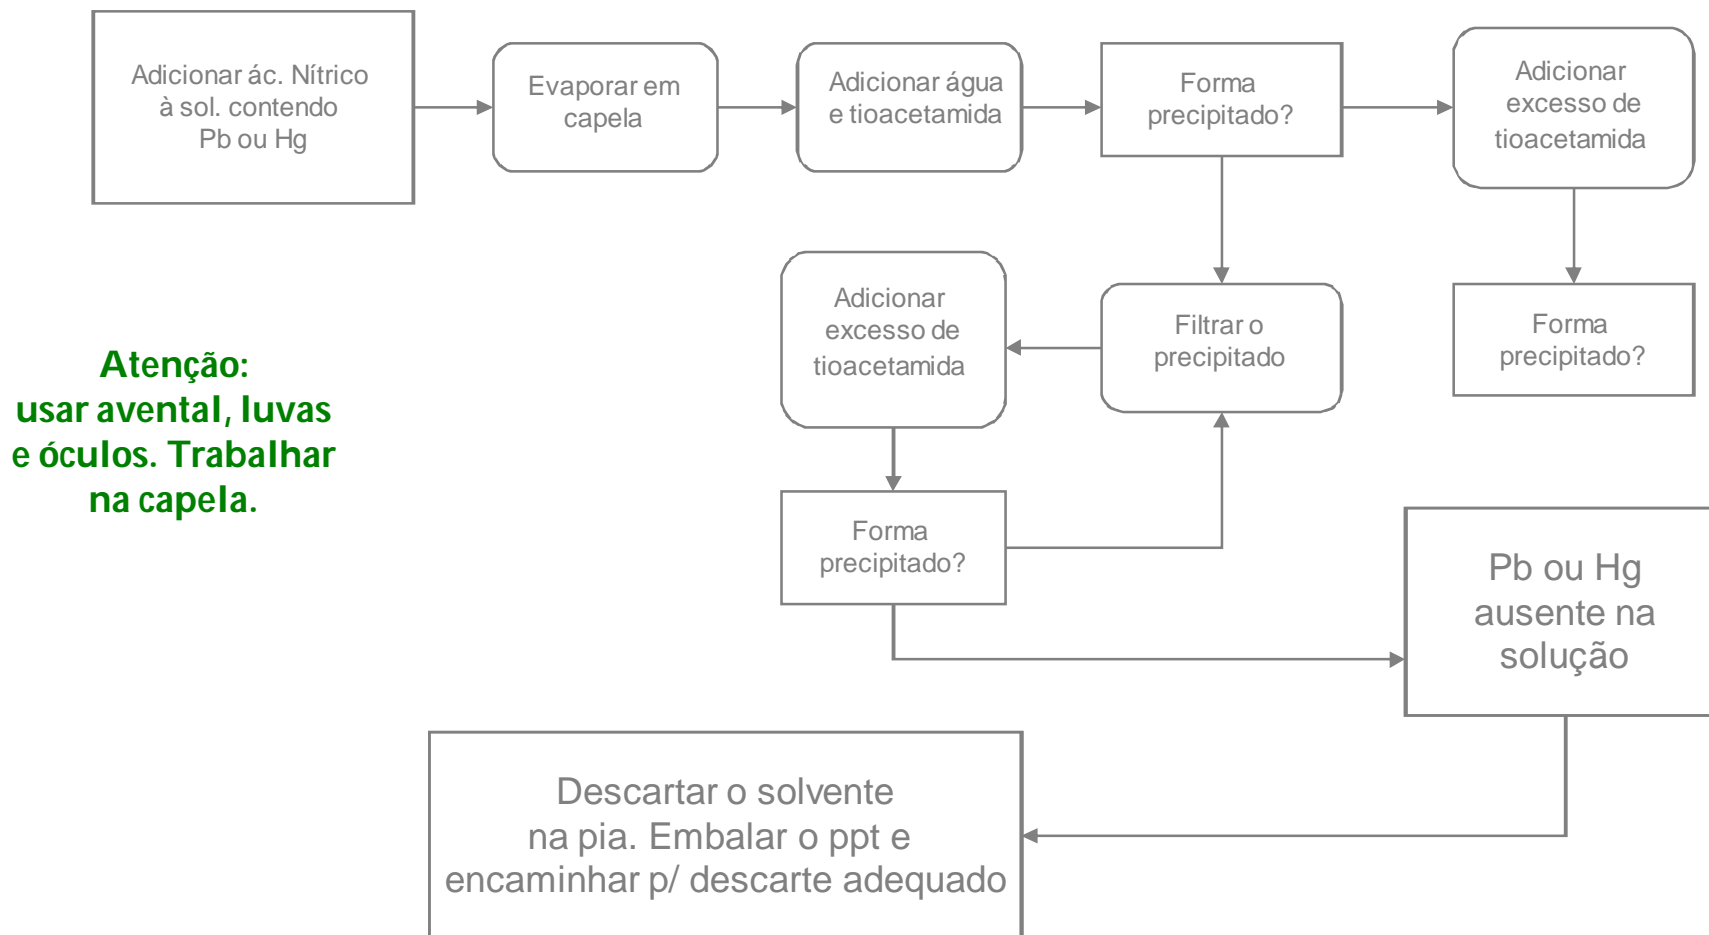 Adicionar ác. Nítrico
à sol. contendo
Pb ou Hg
Evaporar em
capela
Adicionar água
e tioacetamida
Forma
precipitado?
Adicionar
excesso de
tioacetamida
Forma
precipitado?
Filtrar o
precipitado
Adicionar
excesso de
tioacetamida
Forma
precipitado?
Atenção:
usar avental, luvas
e óculos. Trabalhar
na capela.
Pb ou Hg
ausente na
solução
Descartar o solvente
na pia. Embalar o ppt e
encaminhar p/ descarte adequado